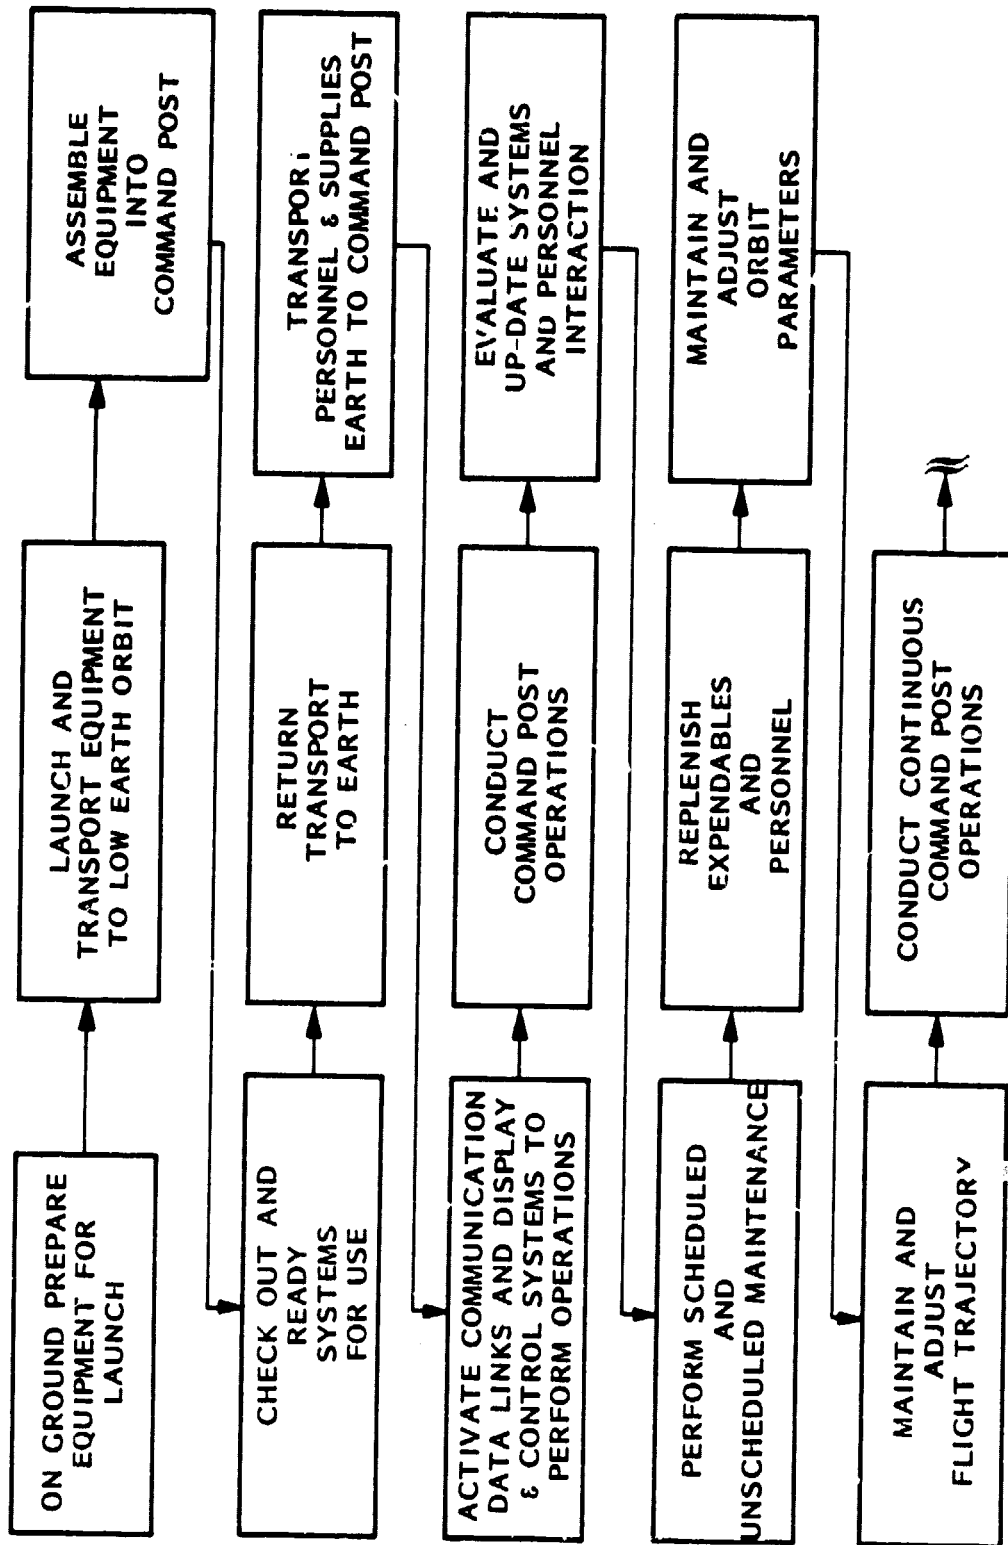 ON GROUND PREPARE
EQUIPMENT FOR
LAUNCH
LAUNCH AND
TRANSPORT EQUIPMENT
TO LOW EARTH ORBIT
ASSEMBLE
EQUIPMENT
INTO
COMMAND POST
CHECK OUT AND
READY
SYSTEMS
FOR USE
RETURN
TRANSPORT
TO EARTH
TRANSPORT
PERSONNEL & SUPPLIES
EARTH TO COMMAND POST
ACTIVATE COMMUNICATION
DATA LINKS AND DISPLAY
& CONTROL SYSTEMS TO
PERFORM OPERATIONS
CONDUCT
COMMAND POST
OPERATIONS
EVALUATE AND
UP-DATE SYSTEMS
AND PERSONNEL
INTERACTION
PERFORM SCHEDULED
AND
UNSCHEDULED MAINTENANCE
REPLENISH
EXPENDABLES
AND
PERSONNEL
MAINTAIN AND
ADJUST
ORBIT
PARAMETERS
MAINTAIN AND
ADJUST
FLIGHT TRAJECTORY
CONDUCT CONTINUOUS
COMMAND POST
OPERATIONS